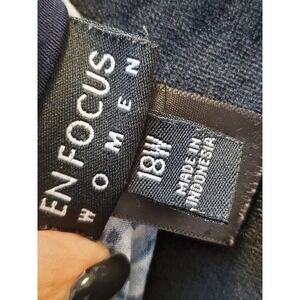 EN FOCUS
WOMEN
18W
MADE IN
INDONESIA